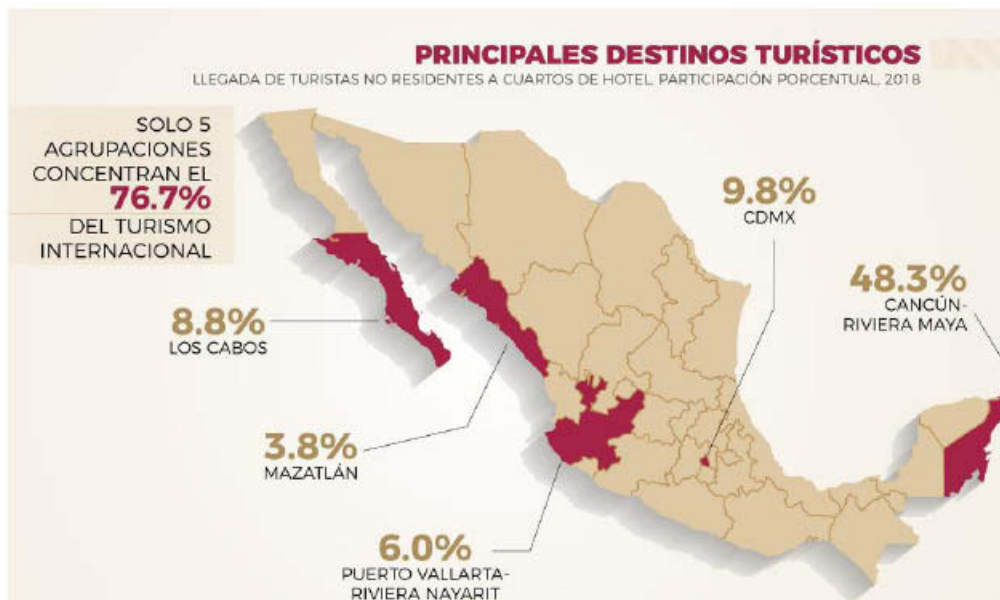 PRINCIPALES DESTINOS TURÍSTICOS
LLEGADA DE TURISTAS NO RESIDENTES A CUARTOS DE HOTEL. PARTICIPACIÓN PORCENTUAL, 2018
SOLO 5
AGRUPACIONES
CONCENTRAN EL
76.7%
DEL TURISMO
INTERNACIONAL
9.8%
CDMX
48.3%
CANCÚN-
RIVIERA MAYA
8.8%
LOS CABOS
3.8%
MAZATLÁN
6.0%
PUERTO VALLARTA-
RIVIERA NAYARIT